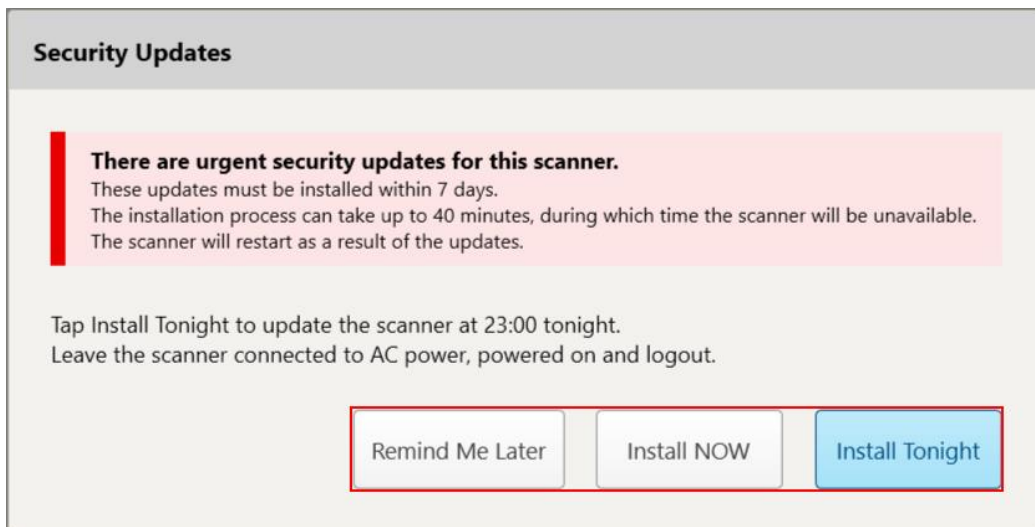 Security Updates
There are urgent security updates for this scanner.
These updates must be installed within 7 days.
The installation process can take up to 40 minutes, during which time the scanner will be unavailable.
The scanner will restart as a result of the updates.
Tap Install Tonight to update the scanner at 23:00 tonight.
Leave the scanner connected to AC power, powered on and logout.
Remind Me Later
Install NOW
Install Tonight